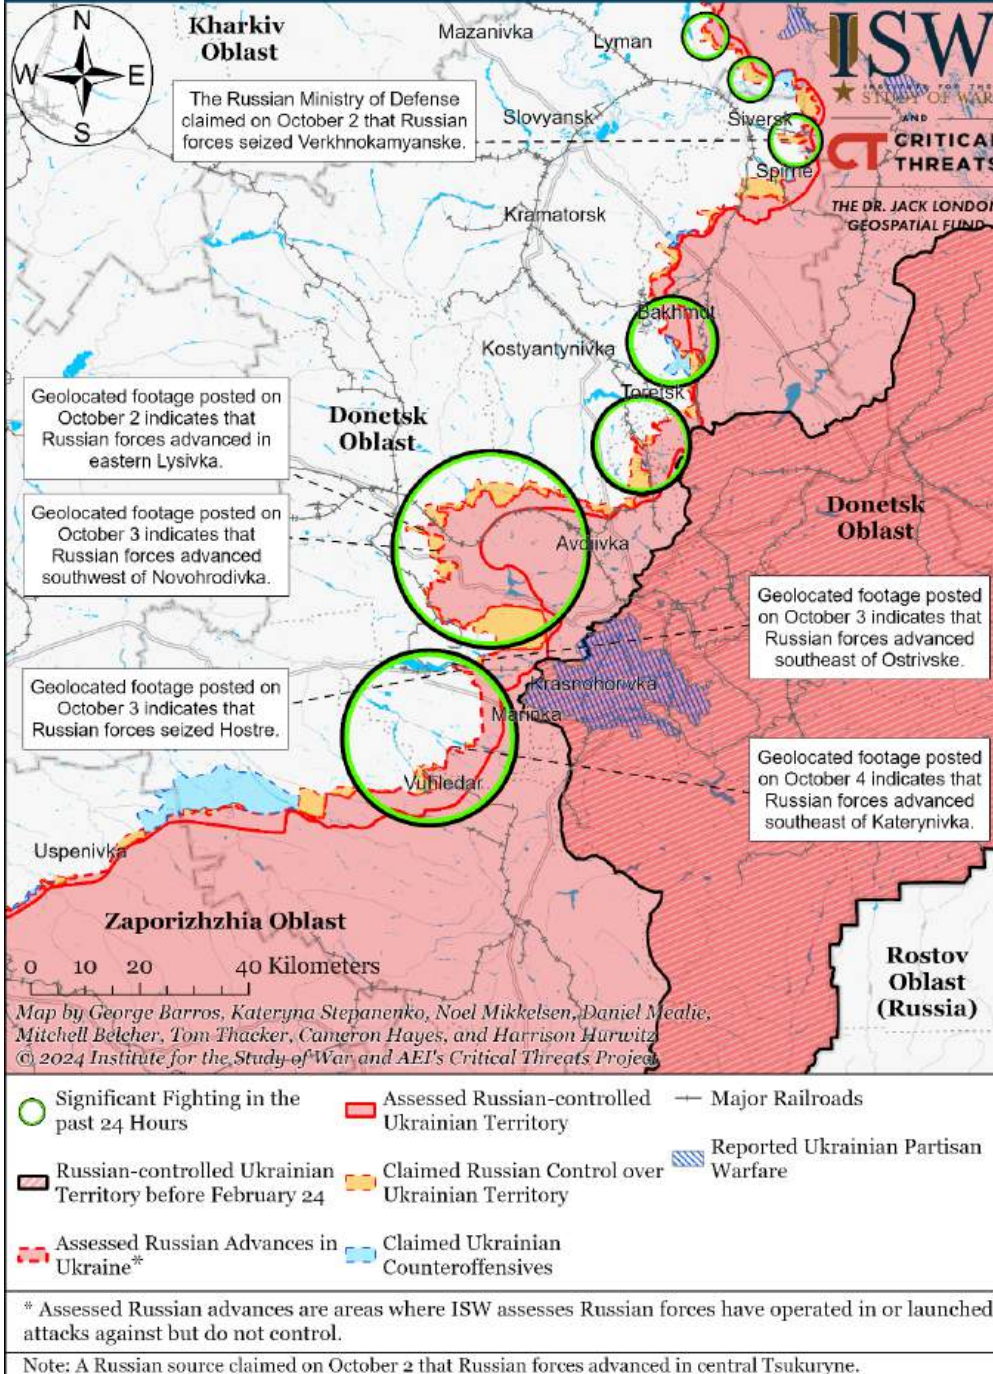 N
W
E
S
Kharkiv
Oblast
Mazanivka
Lyman
ISW
INSTITUTE FOR THE
STUDY OF WAR
AND
CRITICAL
THREATS
CT
THE DR. JACK LONDON
GEOSPATIAL FUND
The Russian Ministry of Defense
claimed on October 2 that Russian
forces seized Verkhnokamyanske.
Slovyansk
Siversk
Spirne
Kramatorsk
Bakhmut
Kostyantynivka
Toretsk
Geolocated footage posted on
October 2 indicates that
Russian forces advanced in
eastern Lysivka.
Donetsk
Oblast
Geolocated footage posted on
October 3 indicates that
Russian forces advanced
southwest of Novohrodivka.
Avdiivka
Donetsk
Oblast
Geolocated footage posted
on October 3 indicates that
Russian forces advanced
southeast of Ostrivske.
Geolocated footage posted on
October 3 indicates that
Russian forces seized Hostre.
Krasnohorivka
Marinka
Vuhledar
Geolocated footage posted
on October 4 indicates that
Russian forces advanced
southeast of Katerynivka.
Uspenivka
Zaporizhzhia Oblast
Rostov
Oblast
(Russia)
0 10 20 40 Kilometers
Map by George Barros, Kateryna Stepanenko, Noel Mikkelsen, Daniel Mealie,
Mitchell Belcher, Tom Thacker, Cameron Hayes, and Harrison Hurwitz
© 2024 Institute for the Study of War and AEI's Critical Threats Project
Significant Fighting in the
past 24 Hours
Russian-controlled Ukrainian
Territory before February 24
Assessed Russian Advances in
Ukraine*
Assessed Russian-controlled
Ukrainian Territory
Claimed Russian Control over
Ukrainian Territory
Claimed Ukrainian
Counteroffensives
Major Railroads
Reported Ukrainian Partisan
Warfare
* Assessed Russian advances are areas where ISW assesses Russian forces have operated in or launched
attacks against but do not control.
Note: A Russian source claimed on October 2 that Russian forces advanced in central Tsukuryne.